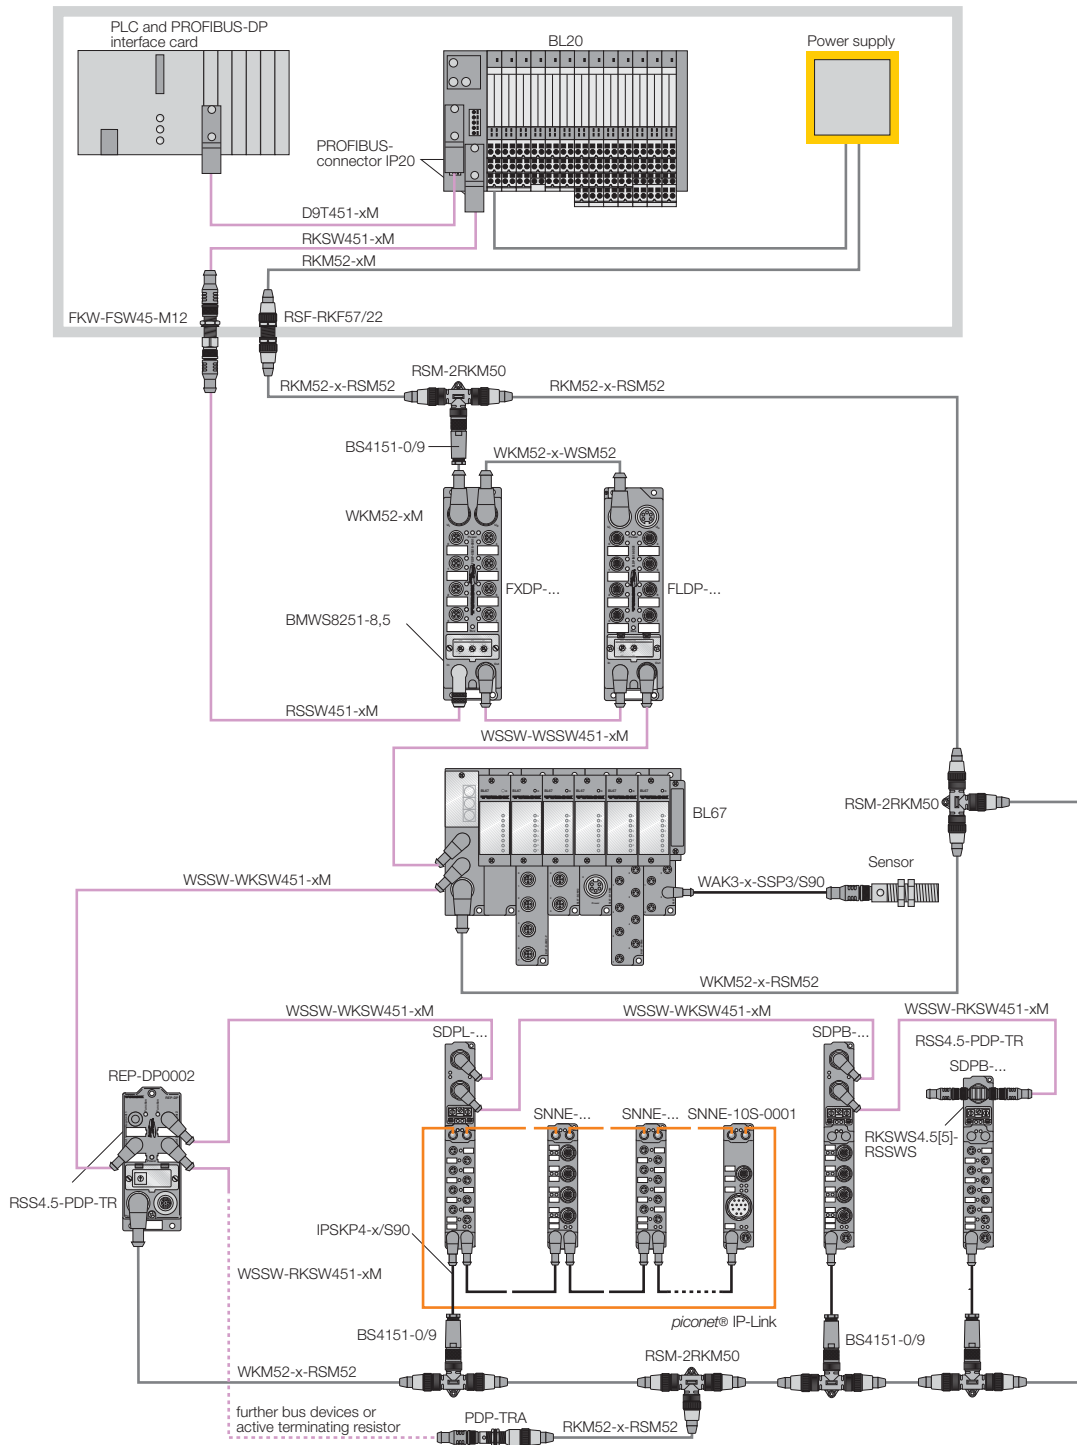 PLC and PROFIBUS-DP
interface card
BL20
Power supply
PROFIBUS-
connector IP20
D9T451-xM
RKSW451-xM
RKM52-xM
FKW-FSW45-M12
RSF-RKF57/22
RSM-2RKM50
RKM52-x-RSM52
RKM52-x-RSM52
BS4151-0/9
WKM52-x-WSM52
WKM52-xM
FXDP-...
FLDP-...
BMWS8251-8,5
RSSW451-xM
WSSW-WSSW451-xM
RSM-2RKM50
BL67
Sensor
WSSW-WKSW451-xM
WAK3-x-SSP3/S90
WKM52-x-RSM52
WSSW-WKSW451-xM
WSSW-WKSW451-xM
WSSW-RKSW451-xM
SDPL-...
SDPB-...
RSS4.5-PDP-TR
SDPB-...
REP-DP0002
SNNE-...
SNNE-...
SNNE-10S-0001
RKSWS4.5[5]-
RSSWS
RSS4.5-PDP-TR
IPSKP4-x/S90
WSSW-RKSW451-xM
piconet® IP-Link
BS4151-0/9
BS4151-0/9
RSM-2RKM50
WKM52-x-RSM52
further bus devices or
active terminating resistor
PDP-TRA
RKM52-x-RSM52